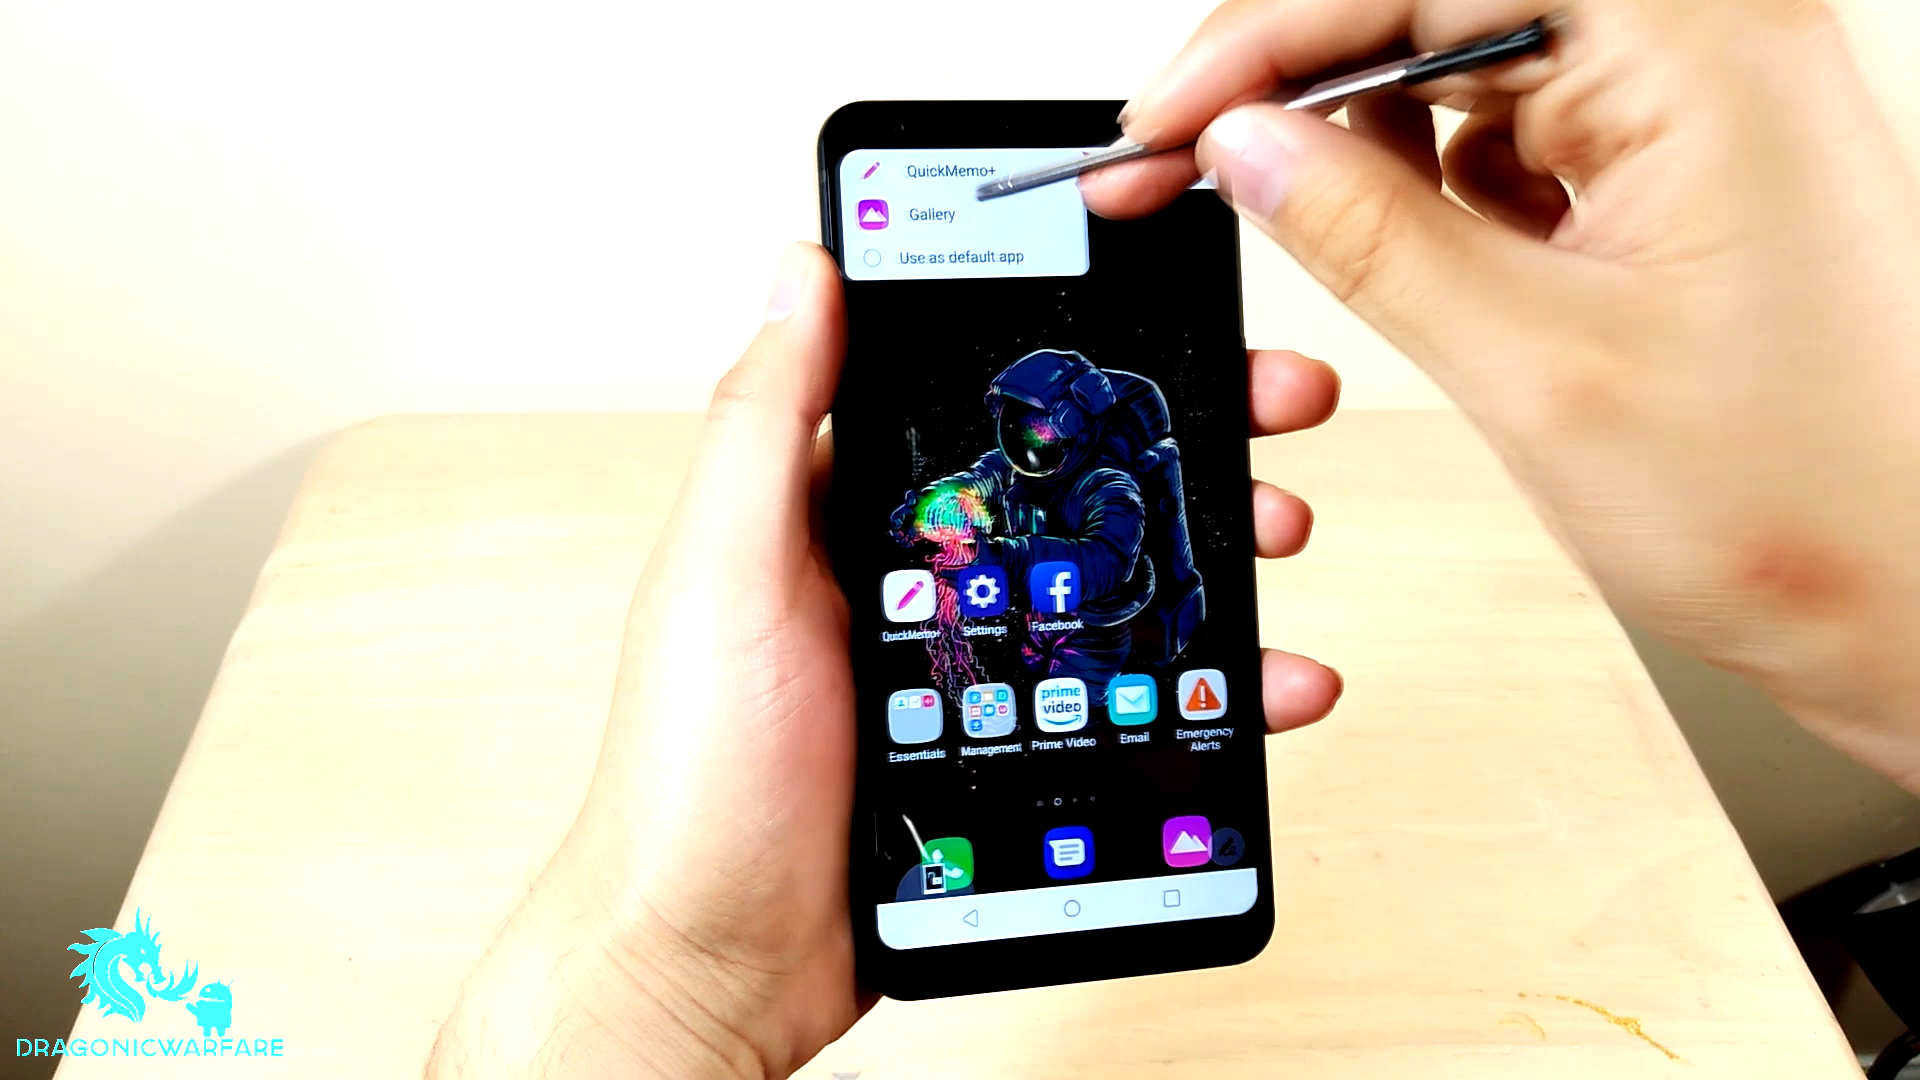 QuickMemo+
Gallery
Use as default app
QuickMemo+
Settings
Facebook
prime
video
Essentials
Management
Prime Video
Email
Emergency
Alerts
DRAGONICWARFARE